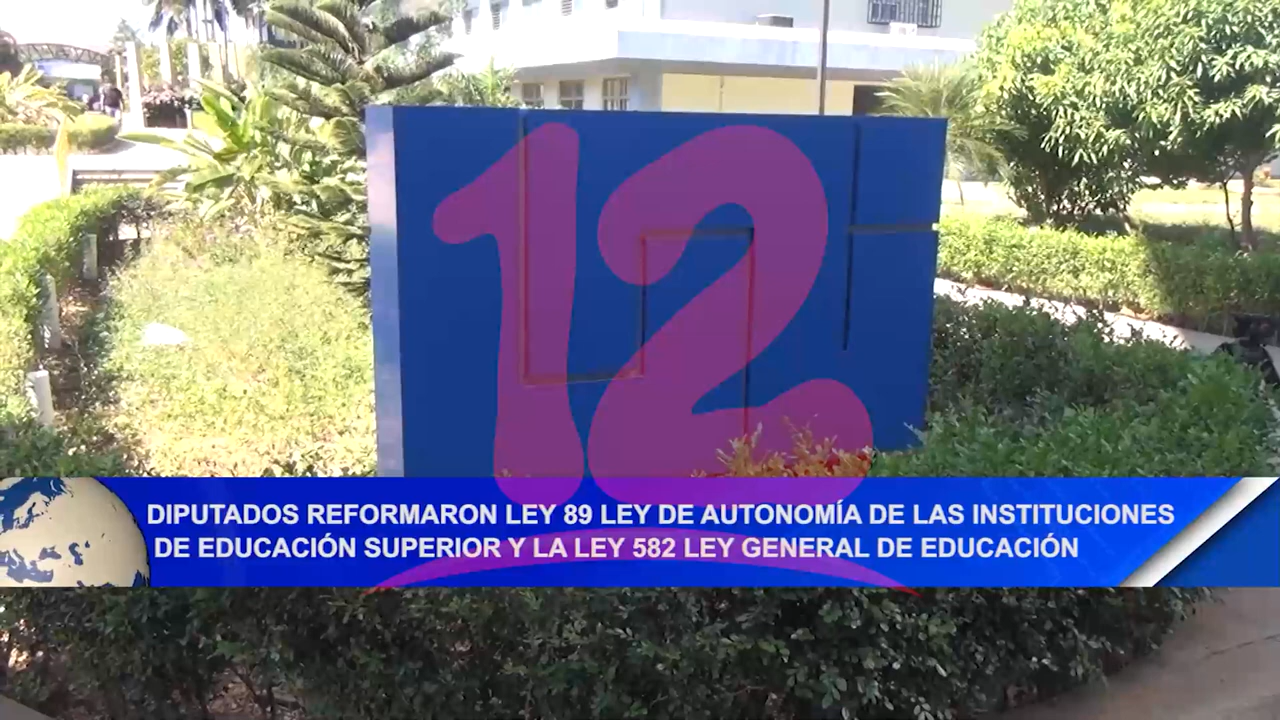 12
DIPUTADOS REFORMARON LEY 89 LEY DE AUTONOMÍA DE LAS INSTITUCIONES
DE EDUCACIÓN SUPERIOR Y LA LEY 582 LEY GENERAL DE EDUCACIÓN